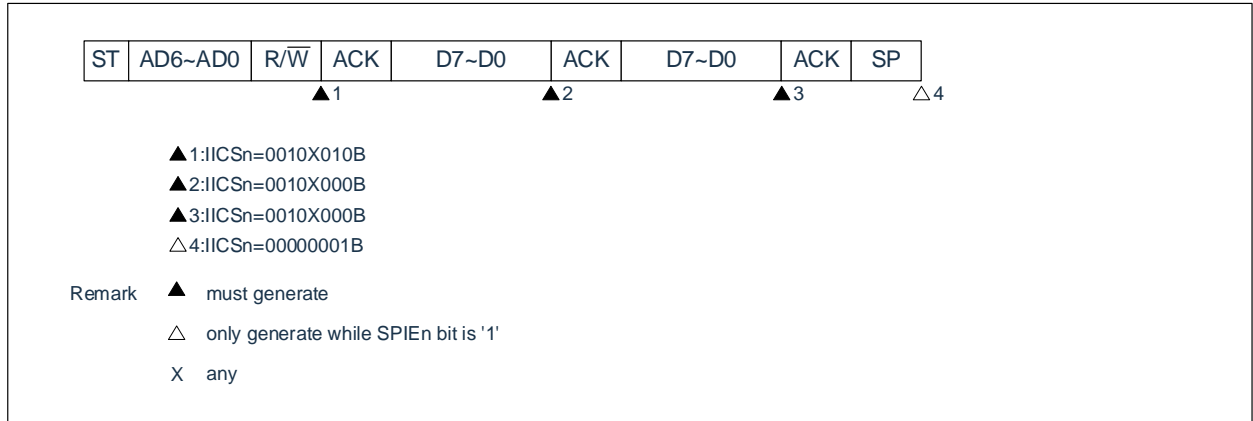 ST AD6~AD0 R/W̅ ACK D7~D0 ACK D7~D0 ACK SP
▲1 ▲2 ▲3 △4
▲1:IICSn=0010X010B
▲2:IICSn=0010X000B
▲3:IICSn=0010X000B
△4:IICSn=00000001B
Remark ▲ must generate
△ only generate while SPIEn bit is '1'
X any